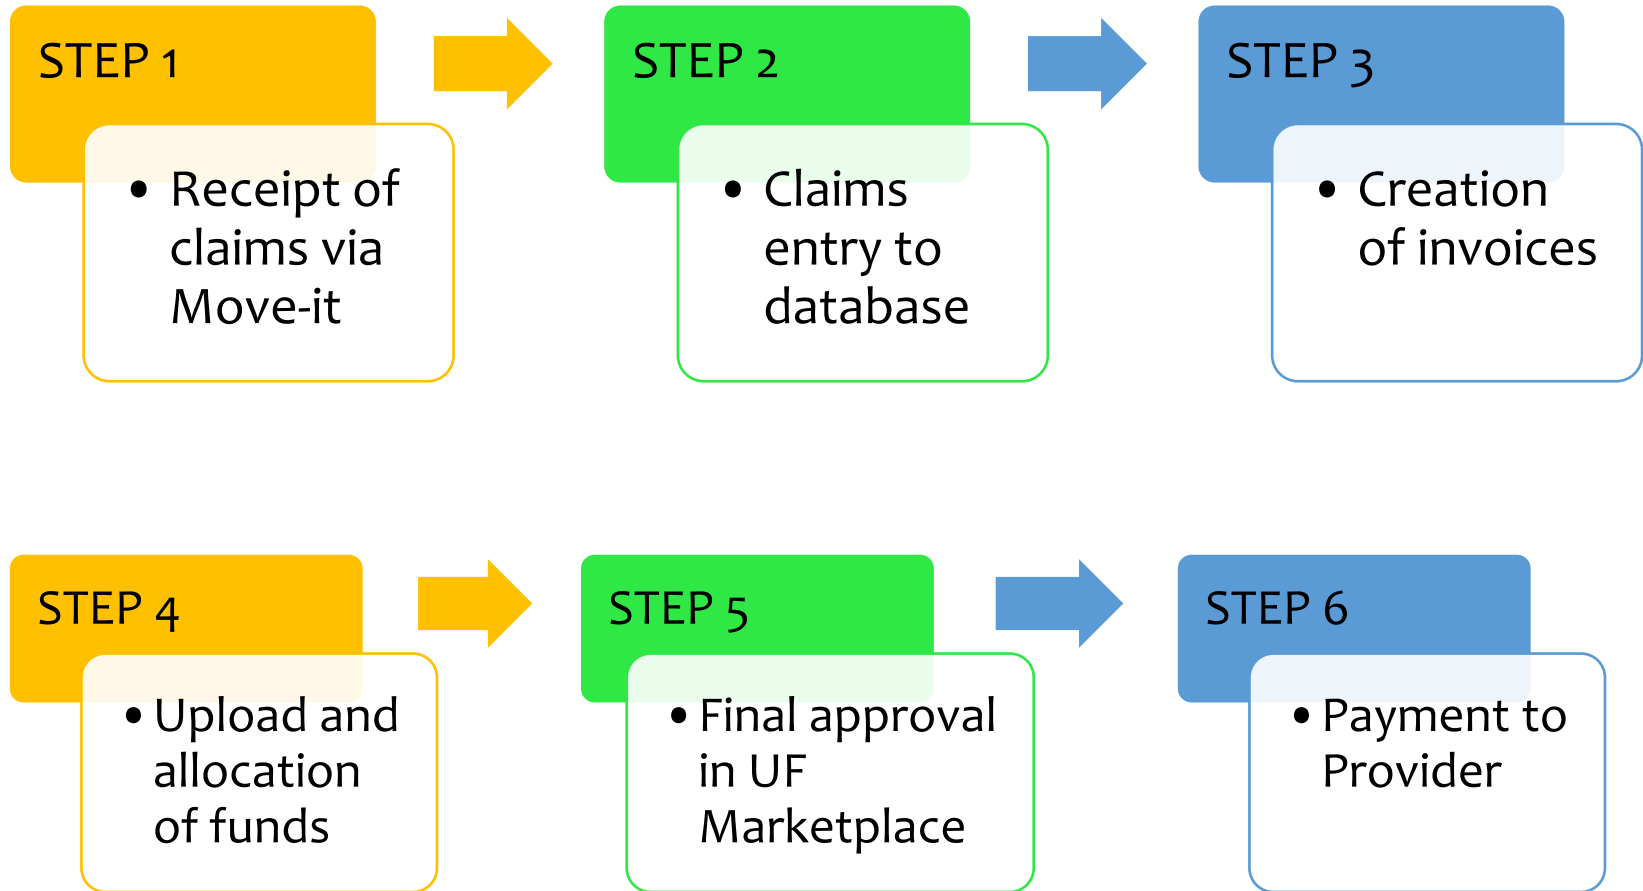 STEP 1
• Receipt of
claims via
Move-it
STEP 2
• Claims
entry to
database
STEP 3
• Creation
of invoices
STEP 4
• Upload and
allocation
of funds
STEP 5
• Final approval
in UF
Marketplace
STEP 6
• Payment to
Provider